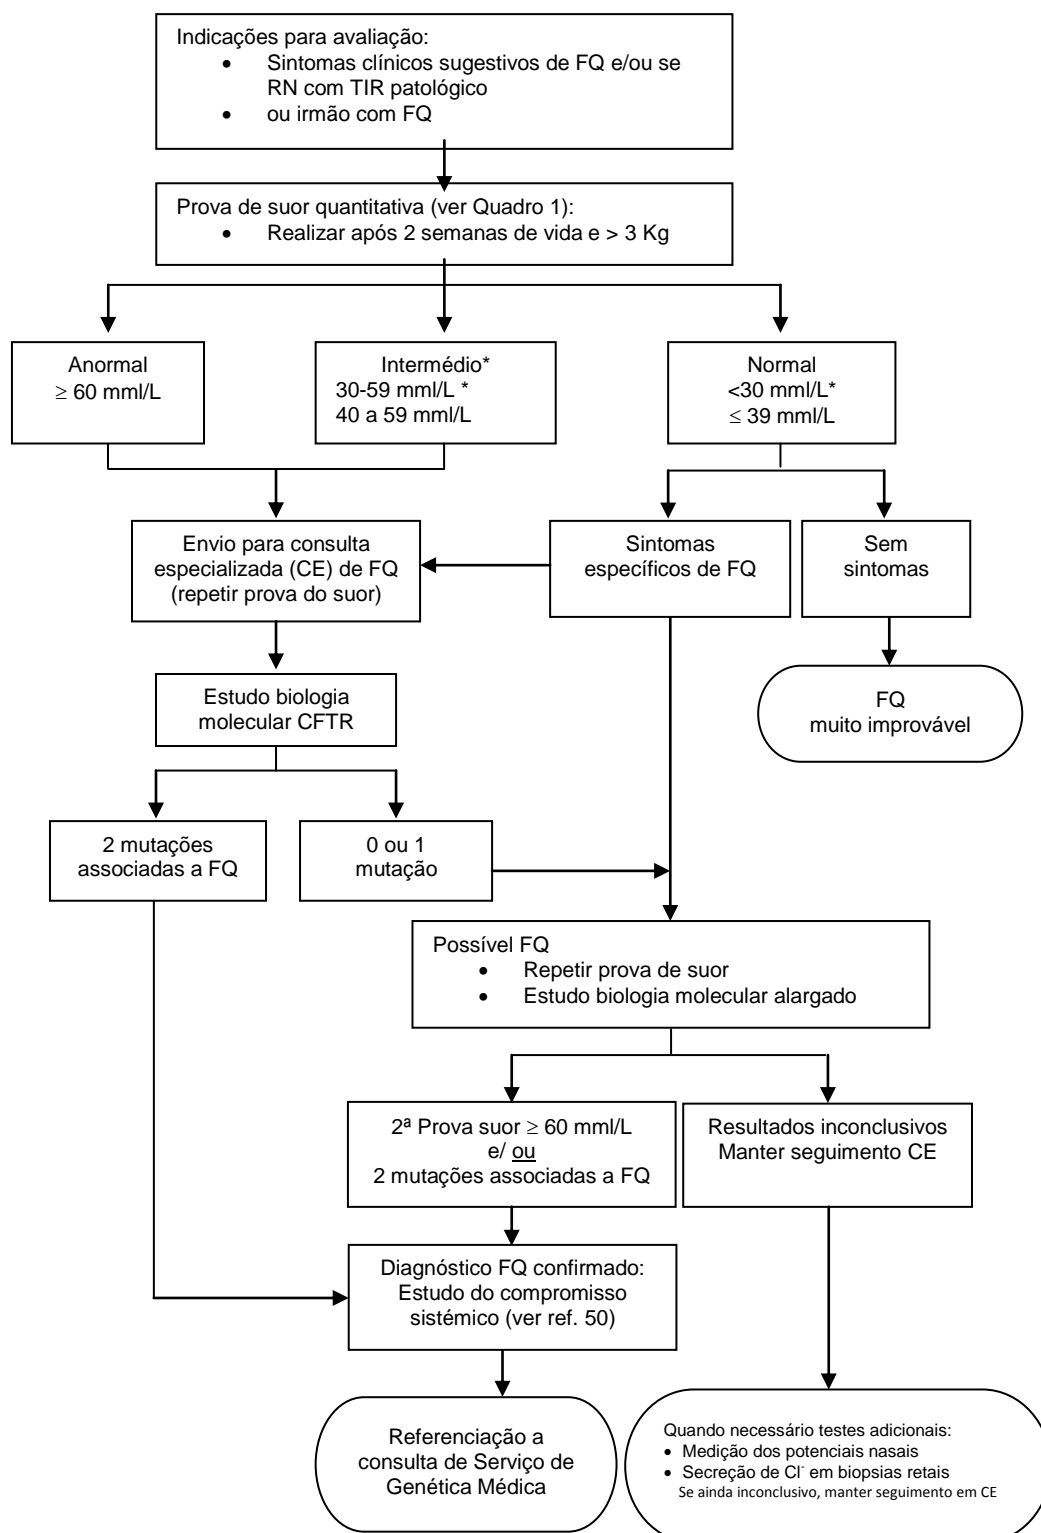 Indicações para avaliação:
• Sintomas clínicos sugestivos de FQ e/ou se
RN com TIR patológico
• ou irmão com FQ
Prova de suor quantitativa (ver Quadro 1):
• Realizar após 2 semanas de vida e > 3 Kg
Anormal
≥ 60 mml/L
Intermédio*
30-59 mml/L *
40 a 59 mml/L
Normal
<30 mml/L*
≤ 39 mml/L
Envio para consulta
especializada (CE) de FQ
(repetir prova do suor)
Sintomas
específicos de FQ
Sem
sintomas
FQ
muito improvável
Estudo biologia
molecular CFTR
2 mutações
associadas a FQ
0 ou 1
mutação
Possível FQ
• Repetir prova de suor
• Estudo biologia molecular alargado
2ª Prova suor ≥ 60 mml/L
e/ ou
2 mutações associadas a FQ
Resultados inconclusivos
Manter seguimento CE
Diagnóstico FQ confirmado:
Estudo do compromisso
sistémico (ver ref. 50)
Referenciação a
consulta de Serviço de
Genética Médica
Quando necessário testes adicionais:
• Medição dos potenciais nasais
• Secreção de Cl⁻ em biopsias retais
Se ainda inconclusivo, manter seguimento em CE